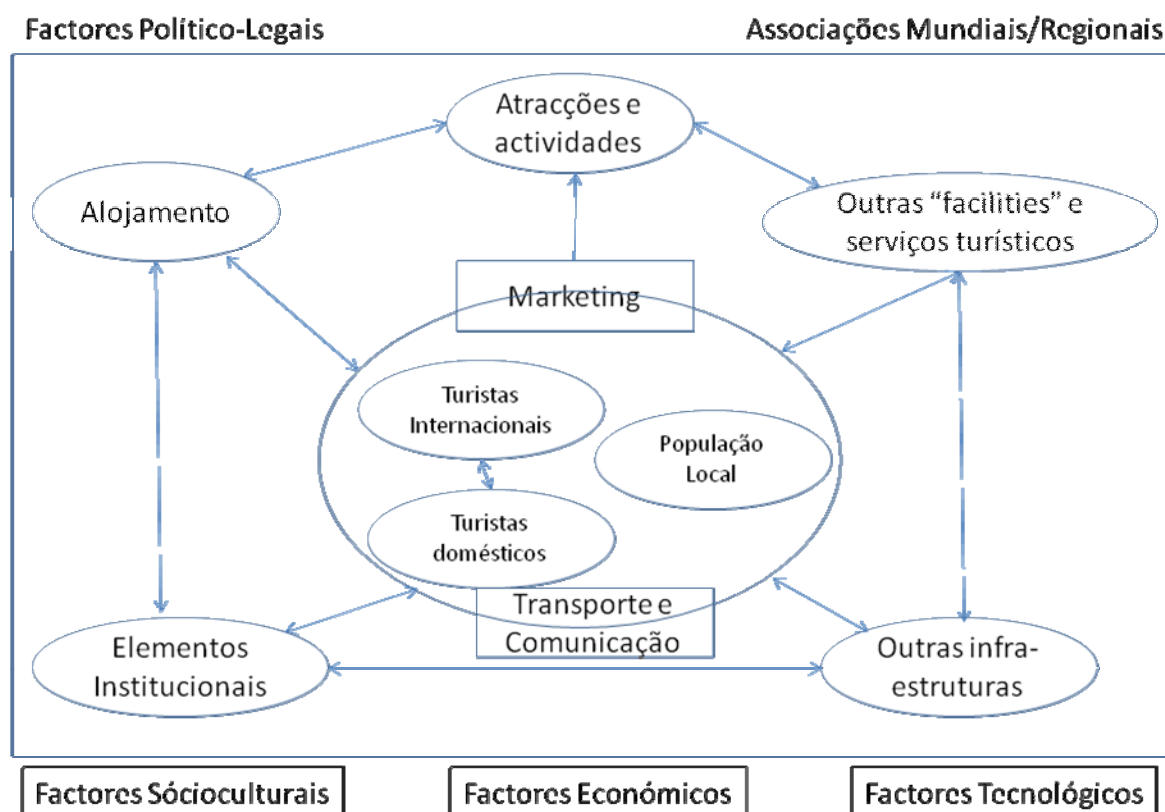 Factores Político-Legais
Associações Mundiais/Regionais
Atracções e
actividades
Alojamento
Outras “facilities” e
serviços turísticos
Marketing
Turistas
Internacionais
População
Local
Turistas
domésticos
Transporte e
Comunicação
Elementos
Institucionais
Outras infra-
estruturas
Factores Sócioculturais
Factores Económicos
Factores Tecnológicos